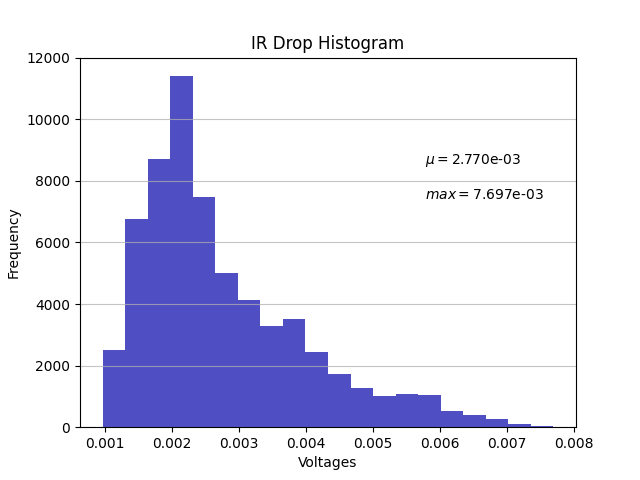 IR Drop Histogram
12000
10000
8000
6000
4000
2000
0
Frequency
μ = 2.770e-03
max = 7.697e-03
0.001 0.002 0.003 0.004 0.005 0.006 0.007 0.008
Voltages